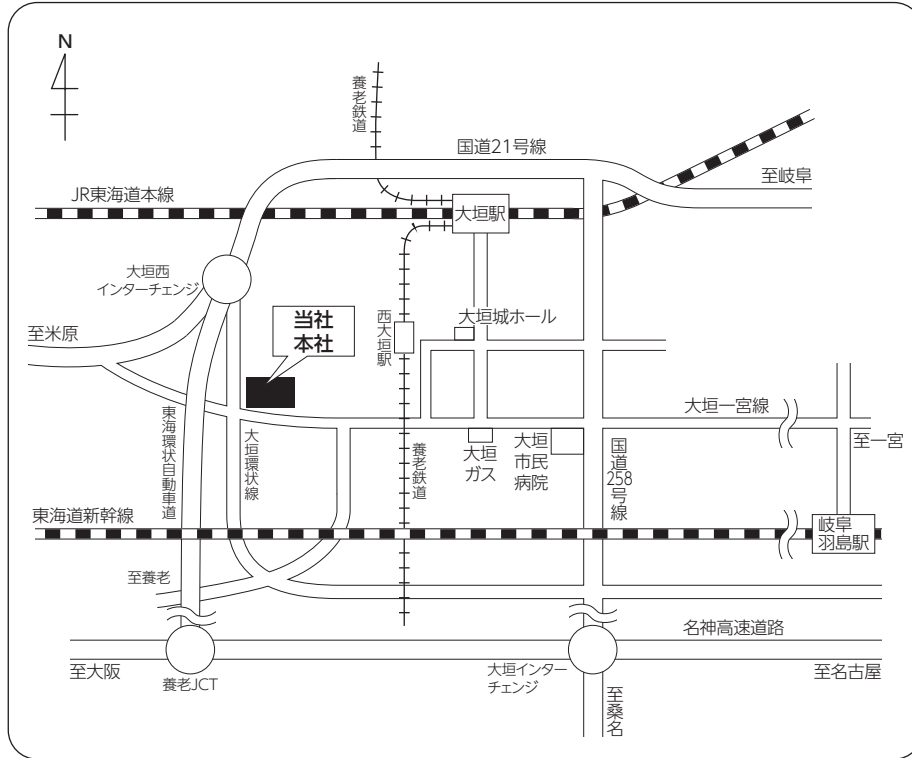 N
養老鉄道
国道21号線
至岐阜
JR東海道本線
大垣駅
大垣西
インターチェンジ
当社
本社
西大垣駅
大垣城ホール
至米原
大垣一宮線
東海環状自動車道
大垣環状線
養老鉄道
大垣
ガス
大垣
市民
病院
国道258号線
至一宮
東海道新幹線
岐阜
羽島駅
至養老
名神高速道路
至大阪
養老JCT
大垣インター
チェンジ
至桑名
至名古屋